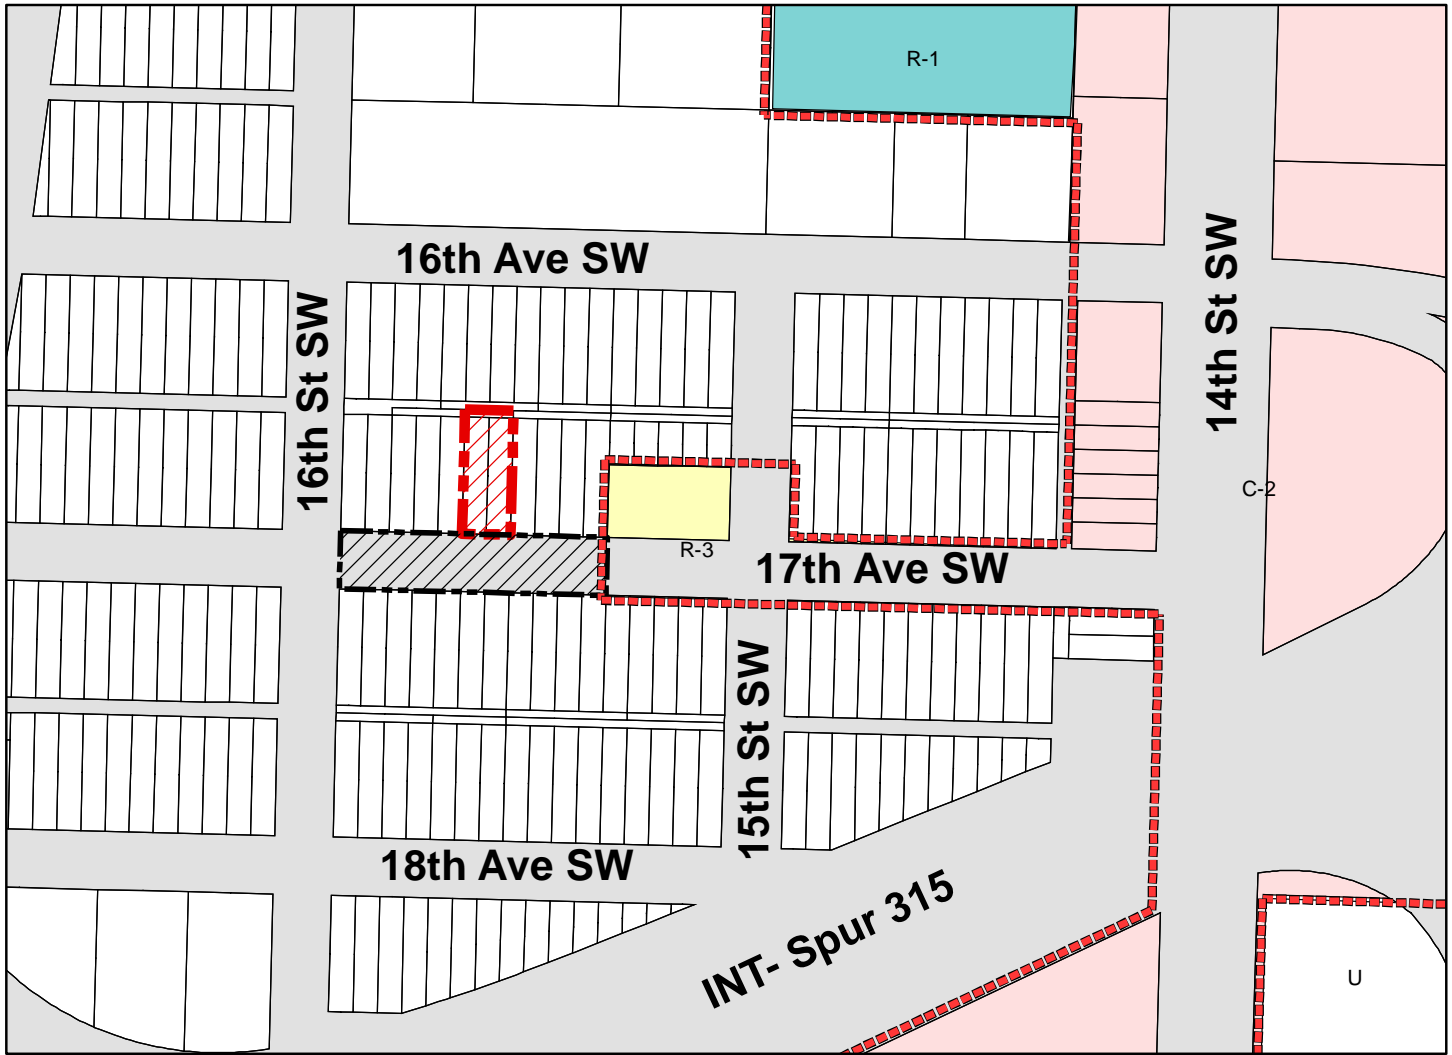 R-1
16th Ave SW
14th St SW
16th St SW
C-2
R-3
17th Ave SW
15th St SW
18th Ave SW
INT- Spur 315
U